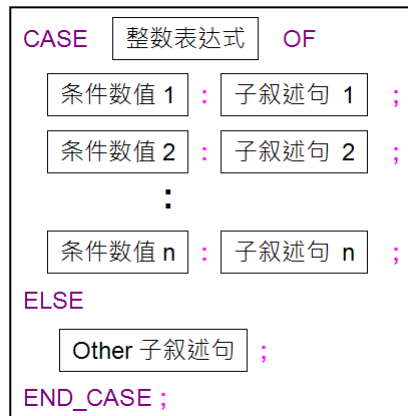 CASE 整数表达式 OF
条件数值 1 : 子叙述句 1 ;
条件数值 2 : 子叙述句 2 ;
:
条件数值 n : 子叙述句 n ;
ELSE
Other 子叙述句 ;
END_CASE ;